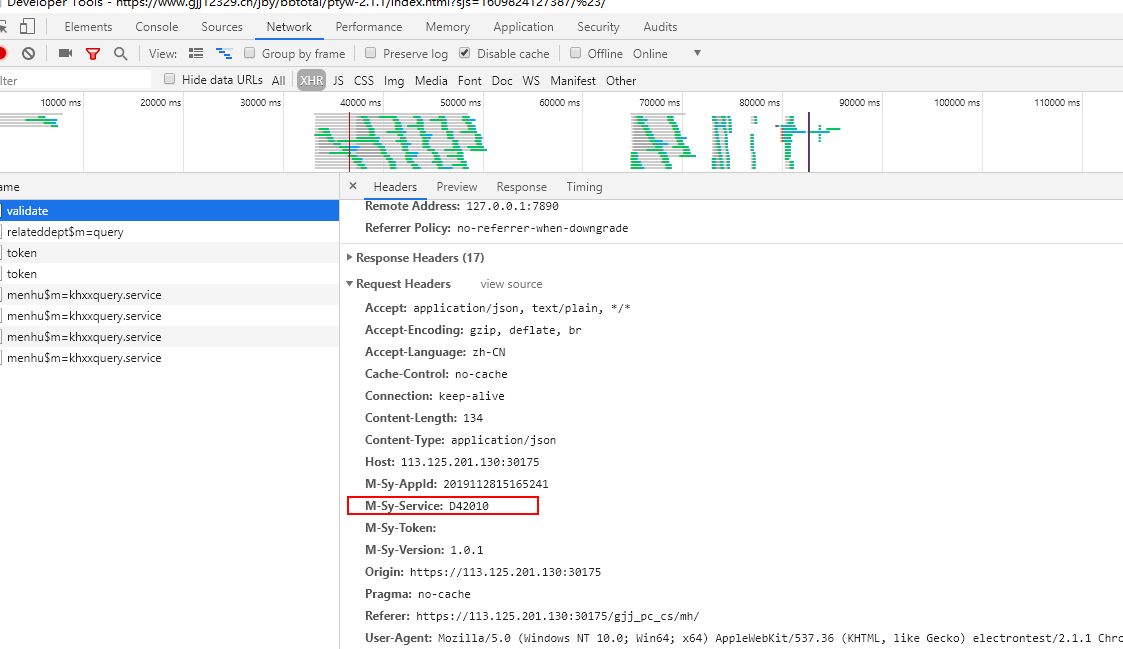 Developer Tools - https://www.gjj12329.cn/jby/bbtotal/ptyw-2.1.1/index.html?sjs=1609824127387/%23/
Elements Console Sources Network Performance Memory Application Security Audits
View: Group by frame Preserve log Disable cache Offline Online
lter Hide data URLs All XHR JS CSS Img Media Font Doc WS Manifest Other
10000 ms 20000 ms 30000 ms 40000 ms 50000 ms 60000 ms 70000 ms 80000 ms 90000 ms 100000 ms 110000 ms
ame
validate
relateddept$m=query
token
token
menhu$m=khxxquery.service
menhu$m=khxxquery.service
menhu$m=khxxquery.service
menhu$m=khxxquery.service
× Headers Preview Response Timing
Remote Address: 127.0.0.1:7890
Referrer Policy: no-referrer-when-downgrade
Response Headers (17)
Request Headers view source
Accept: application/json, text/plain, */*
Accept-Encoding: gzip, deflate, br
Accept-Language: zh-CN
Cache-Control: no-cache
Connection: keep-alive
Content-Length: 134
Content-Type: application/json
Host: 113.125.201.130:30175
M-Sy-AppId: 2019112815165241
M-Sy-Service: D42010
M-Sy-Token:
M-Sy-Version: 1.0.1
Origin: https://113.125.201.130:30175
Pragma: no-cache
Referer: https://113.125.201.130:30175/gjj_pc_cs/mh/
User-Agent: Mozilla/5.0 (Windows NT 10.0; Win64; x64) AppleWebKit/537.36 (KHTML, like Gecko) electrontest/2.1.1 Chro